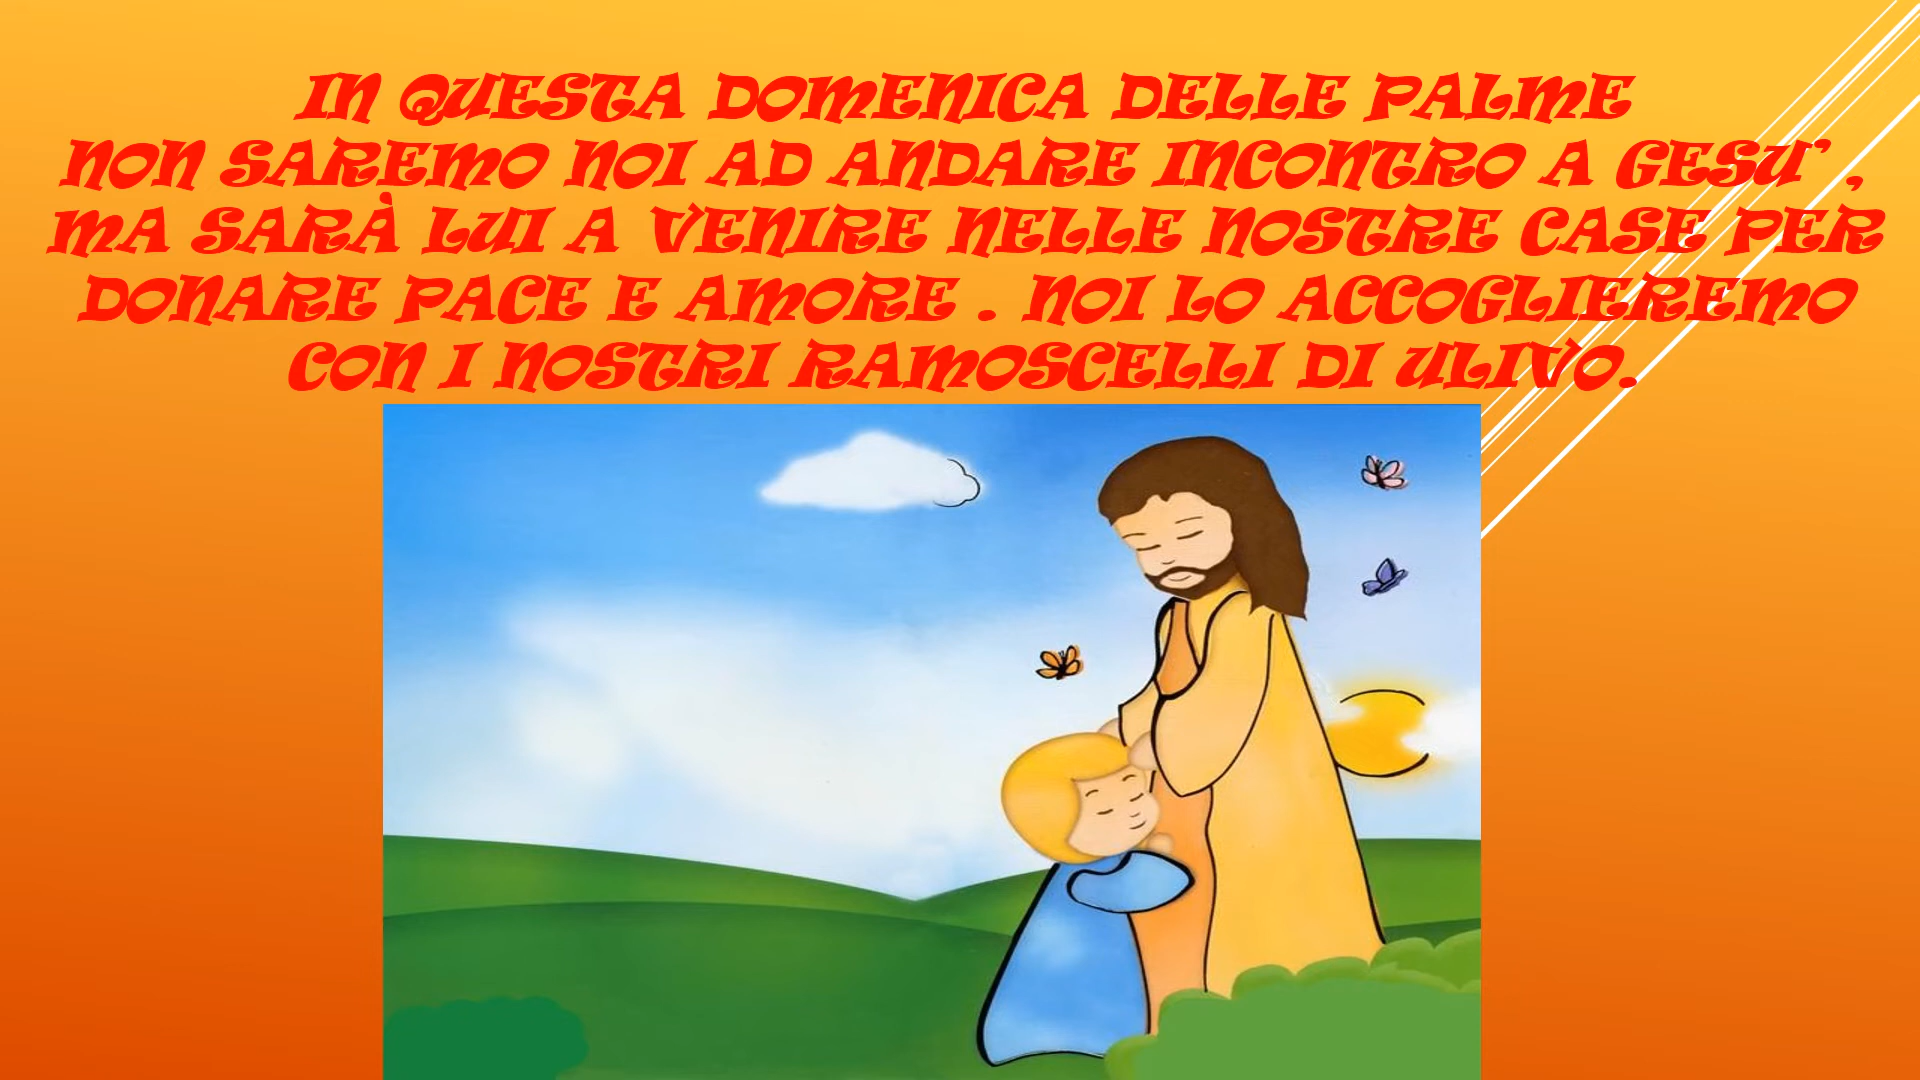 IN QUESTA DOMENICA DELLE PALME
NON SAREMO NOI AD ANDARE INCONTRO A GESU' ,
MA SARÀ LUI A VENIRE NELLE NOSTRE CASE PER
DONARE PACE E AMORE . NOI LO ACCOGLIEREMO
CON I NOSTRI RAMOSCELLI DI ULIVO.